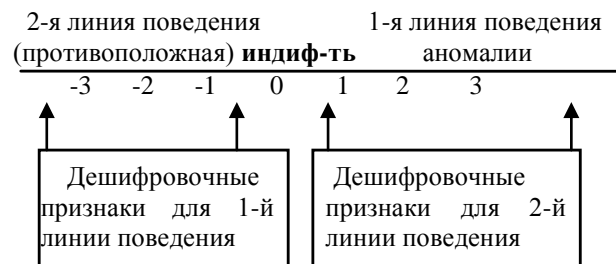 2-я линия поведения 1-я линия поведения
(противоположная) индиф-ть аномалии
-3 -2 -1 0 1 2 3
Дешифровочные
признаки для 1-й
линии поведения
Дешифровочные
признаки для 2-й
линии поведения